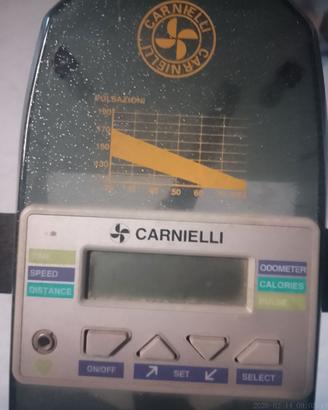 CARNIELLI
CARNIELLI
PULSAZIONI
190
170
150
130
40 50 60
CARNIELLI
TIME
SPEED
DISTANCE
ODOMETER
CALORIES
PULSE
ON/OFF
SET
SELECT